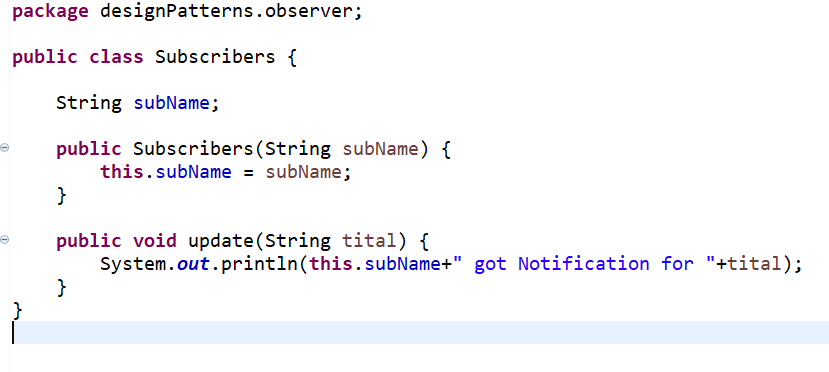 package designPatterns.observer;
public class Subscribers {
String subName;
public Subscribers(String subName) {
this.subName = subName;
}
public void update(String tital) {
System.out.println(this.subName+" got Notification for "+tital);
}
}